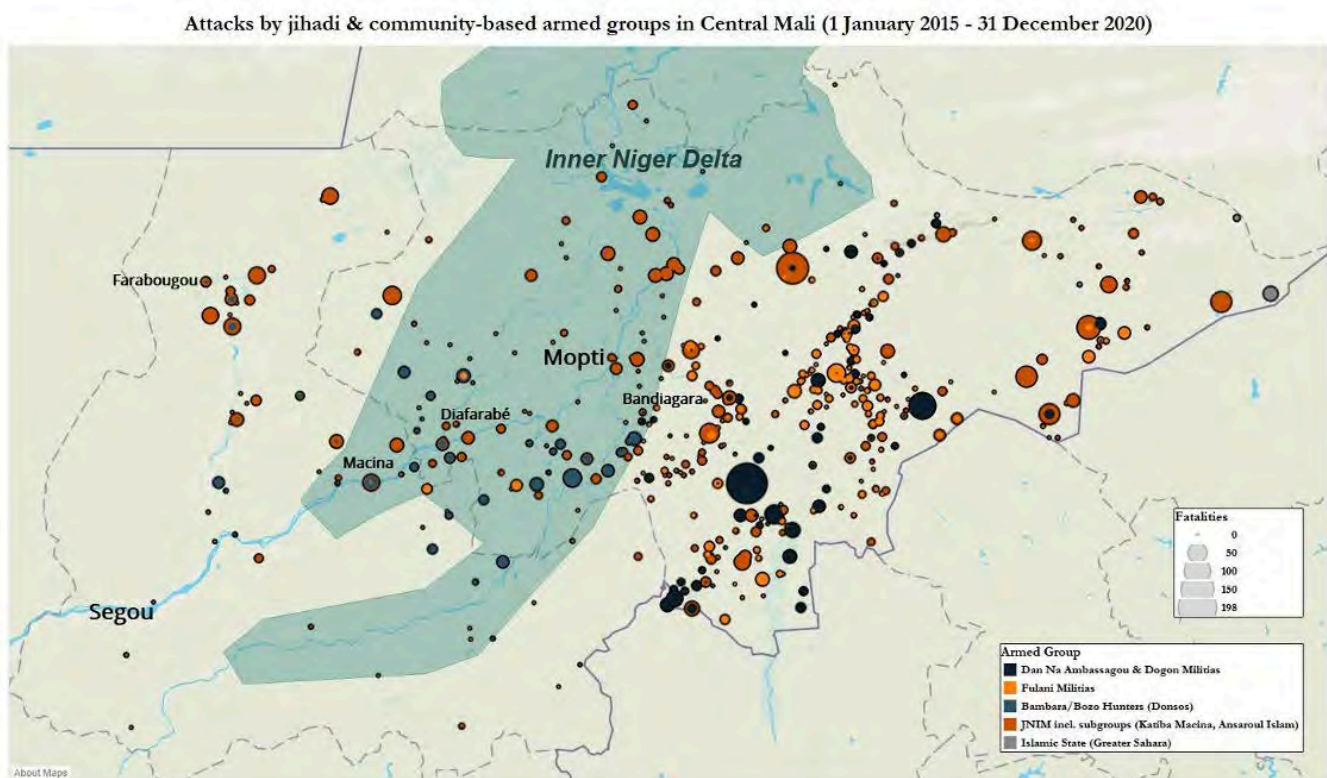 Attacks by jihadi & community-based armed groups in Central Mali (1 January 2015 - 31 December 2020)
Inner Niger Delta
Farabougou
Mopti
Bandiagara
Diafarabé
Macina
Segou
Fatalities
0
50
100
150
198
Armed Group
Dan Na Ambassagou & Dogon Militias
Fulani Militias
Bambara/Bozo Hunters (Donsos)
JNIM incl. subgroups (Katiba Macina, Ansaroul Islam)
Islamic State (Greater Sahara)
About Maps